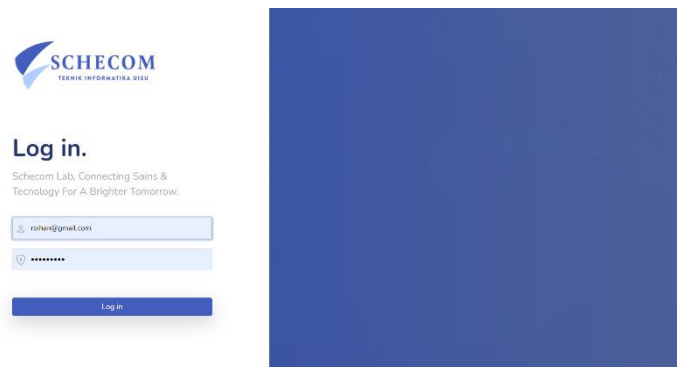 SCHECOM
TEKNIK INFORMATIKA UISU
Log in.
Schecom Lab, Connecting Sains &
Tecnology For A Brighter Tomorrow.
roihan@gmail.com
•••••••••
Log in